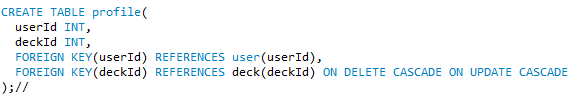 CREATE TABLE profile(
  userId INT,
  deckId INT,
  FOREIGN KEY(userId) REFERENCES user(userId),
  FOREIGN KEY(deckId) REFERENCES deck(deckId) ON DELETE CASCADE ON UPDATE CASCADE
);//